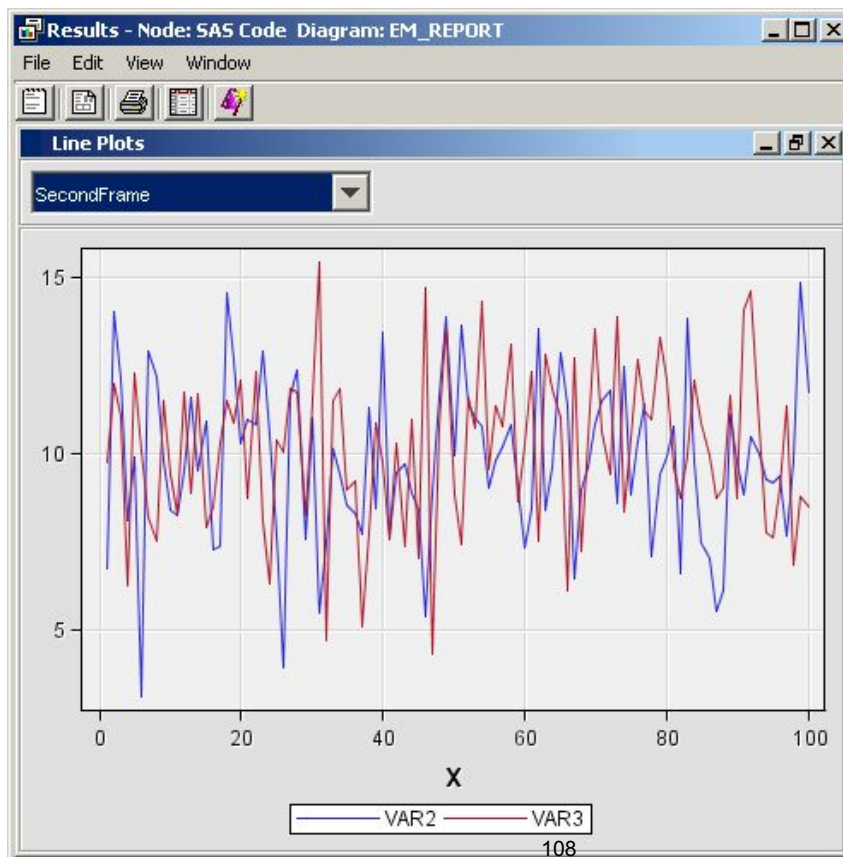 Results - Node: SAS Code Diagram: EM_REPORT
File Edit View Window
Line Plots
SecondFrame
15
10
5
0 20 40 60 80 100
X
VAR2 VAR3
108